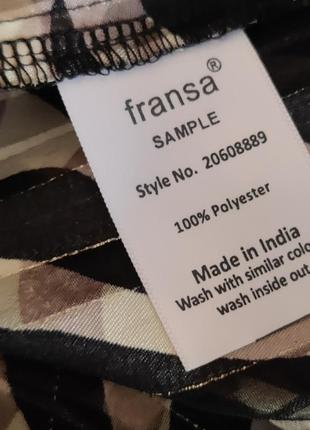 fransa®
SAMPLE
Style No. 20608889
100% Polyester
Made in India
Wash with similar colo
wash inside out